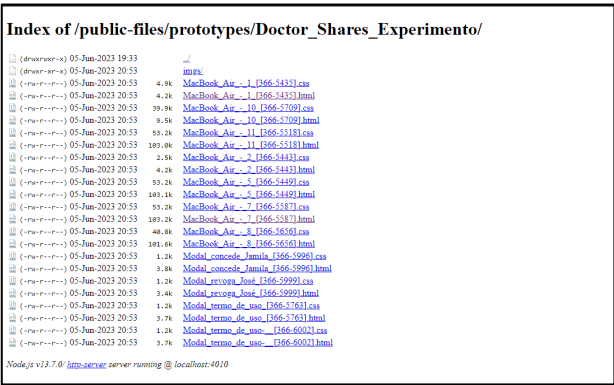 Index of /public-files/prototypes/Doctor_Shares_Experimento/
(drwxrwxr-x) 05-Jun-2023 19:33 ../
(drwxr-xr-x) 05-Jun-2023 20:53 imgs/
(-rw-r--r--) 05-Jun-2023 20:53 4.9k MacBook_Air_-_1_[366-5435].css
(-rw-r--r--) 05-Jun-2023 20:53 4.2k MacBook_Air_-_1_[366-5435].html
(-rw-r--r--) 05-Jun-2023 20:53 39.9k MacBook_Air_-_10_[366-5709].css
(-rw-r--r--) 05-Jun-2023 20:53 9.5k MacBook_Air_-_10_[366-5709].html
(-rw-r--r--) 05-Jun-2023 20:53 53.2k MacBook_Air_-_11_[366-5518].css
(-rw-r--r--) 05-Jun-2023 20:53 103.0k MacBook_Air_-_11_[366-5518].html
(-rw-r--r--) 05-Jun-2023 20:53 2.5k MacBook_Air_-_2_[366-5443].css
(-rw-r--r--) 05-Jun-2023 20:53 4.2k MacBook_Air_-_2_[366-5443].html
(-rw-r--r--) 05-Jun-2023 20:53 53.2k MacBook_Air_-_5_[366-5449].css
(-rw-r--r--) 05-Jun-2023 20:53 103.1k MacBook_Air_-_5_[366-5449].html
(-rw-r--r--) 05-Jun-2023 20:53 53.2k MacBook_Air_-_7_[366-5587].css
(-rw-r--r--) 05-Jun-2023 20:53 103.2k MacBook_Air_-_7_[366-5587].html
(-rw-r--r--) 05-Jun-2023 20:53 40.8k MacBook_Air_-_8_[366-5656].css
(-rw-r--r--) 05-Jun-2023 20:53 101.6k MacBook_Air_-_8_[366-5656].html
(-rw-r--r--) 05-Jun-2023 20:53 1.2k Modal_concede_Jamila_[366-5996].css
(-rw-r--r--) 05-Jun-2023 20:53 3.8k Modal_concede_Jamila_[366-5996].html
(-rw-r--r--) 05-Jun-2023 20:53 1.2k Modal_revoga_José_[366-5999].css
(-rw-r--r--) 05-Jun-2023 20:53 3.4k Modal_revoga_José_[366-5999].html
(-rw-r--r--) 05-Jun-2023 20:53 1.2k Modal_termo_de_uso_[366-5763].css
(-rw-r--r--) 05-Jun-2023 20:53 3.7k Modal_termo_de_uso_[366-5763].html
(-rw-r--r--) 05-Jun-2023 20:53 1.2k Modal_termo_de_uso-__[366-6002].css
(-rw-r--r--) 05-Jun-2023 20:53 3.7k Modal_termo_de_uso-__[366-6002].html
Node.js v13.7.0/ http-server server running @ localhost:4010